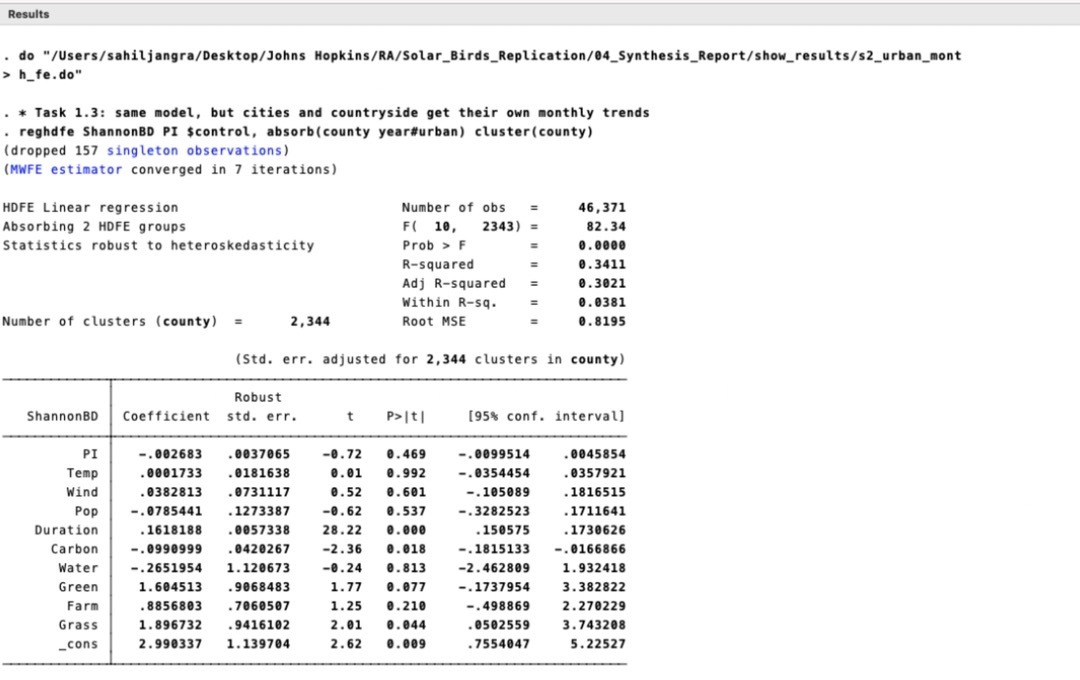 Results
. do "/Users/sahiljangra/Desktop/Johns Hopkins/RA/Solar_Birds_Replication/04_Synthesis_Report/show_results/s2_urban_mont
> h_fe.do"
. * Task 1.3: same model, but cities and countryside get their own monthly trends
. reghdfe ShannonBD PI $control, absorb(county year#urban) cluster(county)
(dropped 157 singleton observations)
(MWFE estimator converged in 7 iterations)
HDFE Linear regression Number of obs = 46,371
Absorbing 2 HDFE groups F( 10, 2343) = 82.34
Statistics robust to heteroskedasticity Prob > F = 0.0000
R-squared = 0.3411
Adj R-squared = 0.3021
Within R-sq. = 0.0381
Number of clusters (county) = 2,344 Root MSE = 0.8195
(Std. err. adjusted for 2,344 clusters in county)
Robust
ShannonBD Coefficient std. err. t P>|t| [95% conf. interval]
PI -.002683 .0037065 -0.72 0.469 -.0099514 .0045854
Temp .0001733 .0181638 0.01 0.992 -.0354454 .0357921
Wind .0382813 .0731117 0.52 0.601 -.105089 .1816515
Pop -.0785441 .1273387 -0.62 0.537 -.3282523 .1711641
Duration .1618188 .0057338 28.22 0.000 .150575 .1730626
Carbon -.0990999 .0420267 -2.36 0.018 -.1815133 -.0166866
Water -.2651954 1.120673 -0.24 0.813 -2.462809 1.932418
Green 1.604513 .9068483 1.77 0.077 -.1737954 3.382822
Farm .8856803 .7060507 1.25 0.210 -.498869 2.270229
Grass 1.896732 .9416102 2.01 0.044 .0502559 3.743208
_cons 2.990337 1.139704 2.62 0.009 .7554047 5.22527